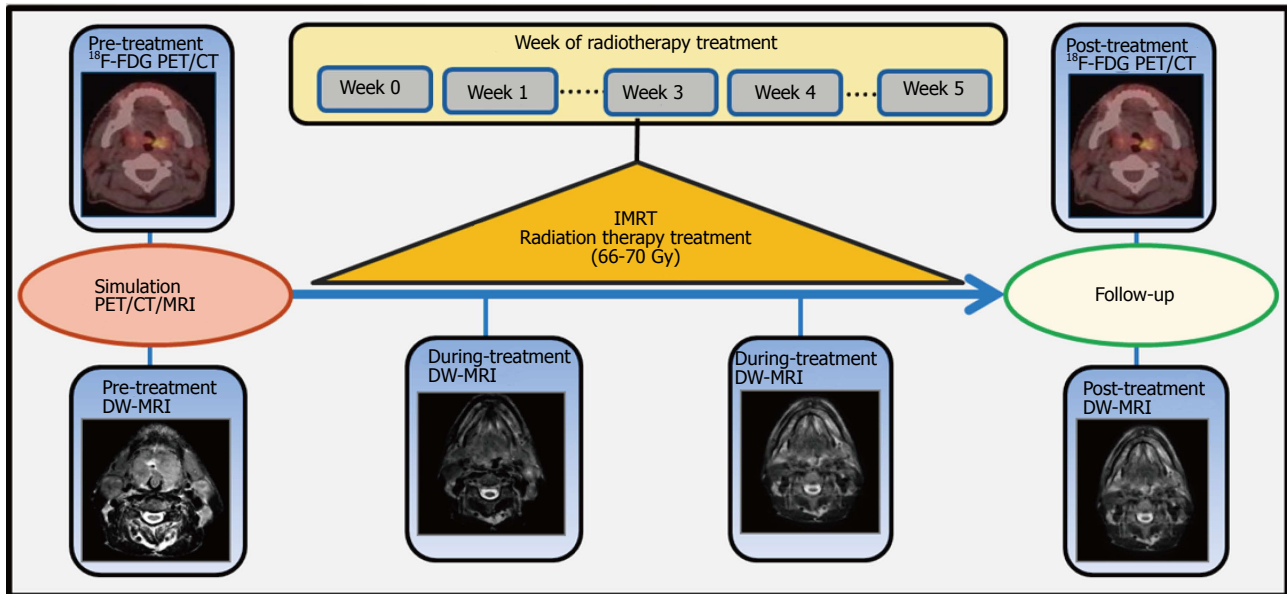 Pre-treatment
¹⁸F-FDG PET/CT
Week of radiotherapy treatment
Week 0
Week 1
Week 3
Week 4
Week 5
Post-treatment
¹⁸F-FDG PET/CT
IMRT
Radiation therapy treatment
(66-70 Gy)
Simulation
PET/CT/MRI
Follow-up
Pre-treatment
DW-MRI
During-treatment
DW-MRI
During-treatment
DW-MRI
Post-treatment
DW-MRI